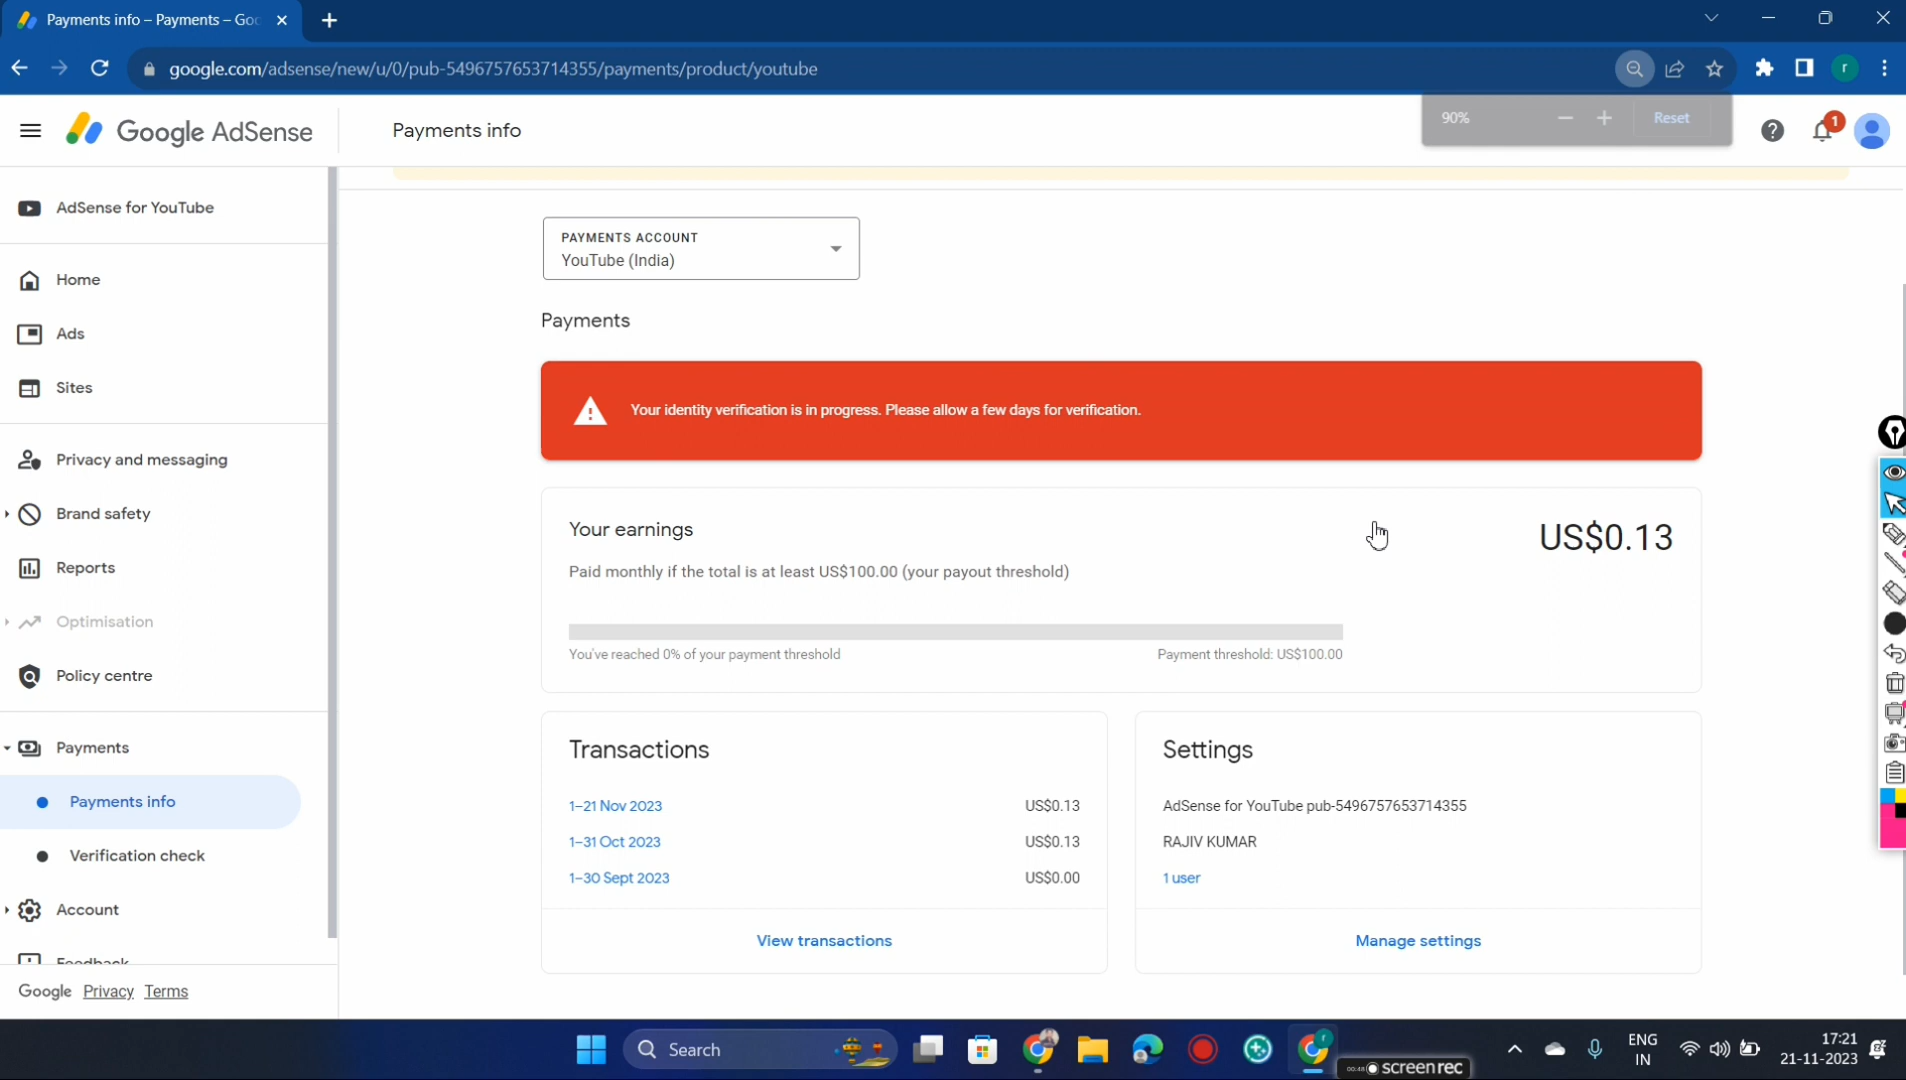 Payments info – Payments – Goo
google.com/adsense/new/u/0/pub-5496757653714355/payments/product/youtube
r
Google AdSense
Payments info
90%
Reset
1
AdSense for YouTube
Home
Ads
Sites
Privacy and messaging
Brand safety
Reports
Optimisation
Policy centre
Payments
Payments info
Verification check
Account
Feedback
Google Privacy Terms
PAYMENTS ACCOUNT
YouTube (India)
Payments
Your identity verification is in progress. Please allow a few days for verification.
Your earnings
US$0.13
Paid monthly if the total is at least US$100.00 (your payout threshold)
You've reached 0% of your payment threshold
Payment threshold: US$100.00
Transactions
1–21 Nov 2023 US$0.13
1–31 Oct 2023 US$0.13
1–30 Sept 2023 US$0.00
View transactions
Settings
AdSense for YouTube pub-5496757653714355
RAJIV KUMAR
1 user
Manage settings
Search
00:48 screenrec
ENG
IN
17:21
21-11-2023